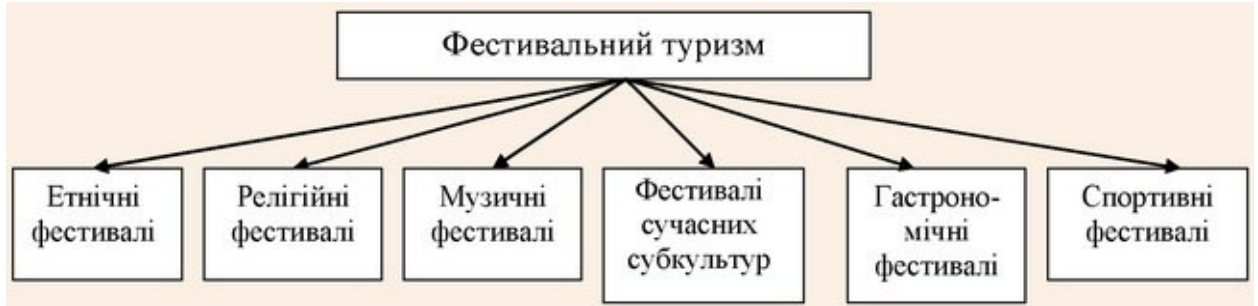 Фестивальний туризм
Етнічні
фестивалі
Релігійні
фестивалі
Музичні
фестивалі
Фестивалі
сучасних
субкультур
Гастроно-
мічні
фестивалі
Спортивні
фестивалі